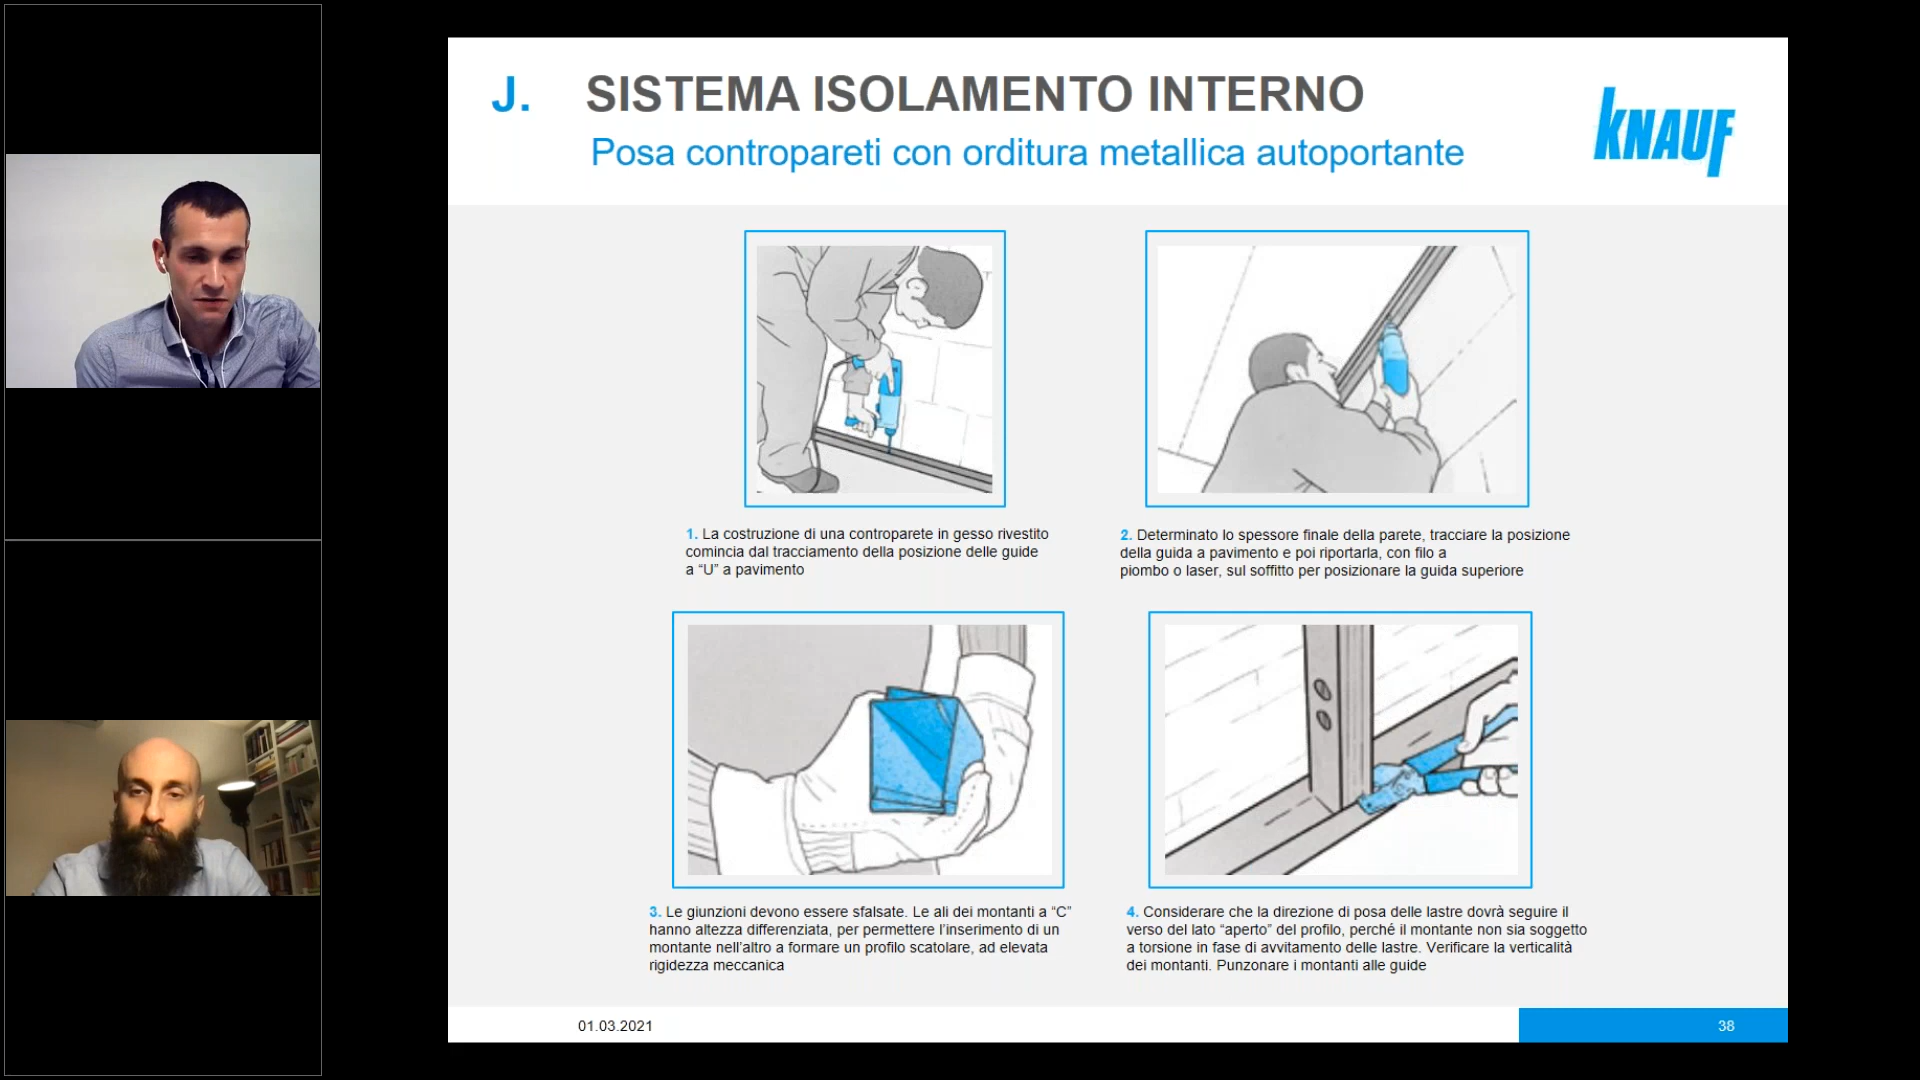 J. SISTEMA ISOLAMENTO INTERNO
Posa contropareti con orditura metallica autoportante
KNAUF
1. La costruzione di una controparete in gesso rivestito
comincia dal tracciamento della posizione delle guide
a “U” a pavimento
2. Determinato lo spessore finale della parete, tracciare la posizione
della guida a pavimento e poi riportarla, con filo a
piombo o laser, sul soffitto per posizionare la guida superiore
3. Le giunzioni devono essere sfalsate. Le ali dei montanti a “C”
hanno altezza differenziata, per permettere l’inserimento di un
montante nell’altro a formare un profilo scatolare, ad elevata
rigidezza meccanica
4. Considerare che la direzione di posa delle lastre dovrà seguire il
verso del lato “aperto” del profilo, perché il montante non sia soggetto
a torsione in fase di avvitamento delle lastre. Verificare la verticalità
dei montanti. Punzonare i montanti alle guide
01.03.2021
38